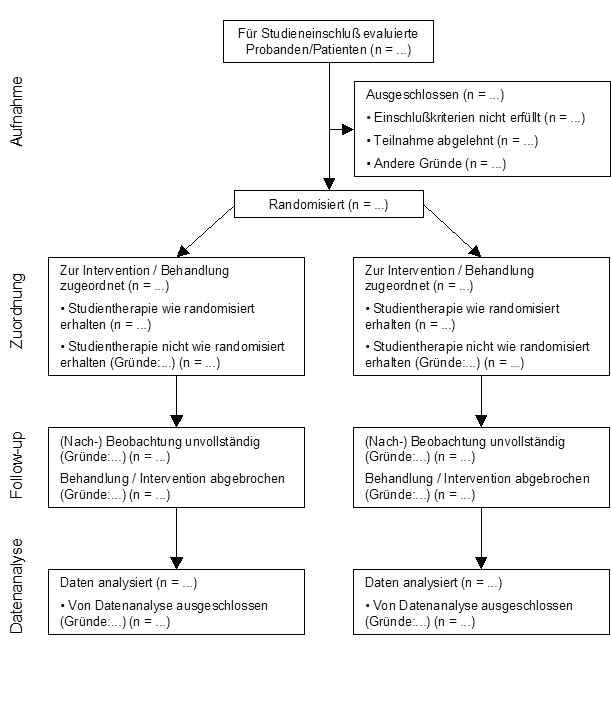 Für Studieneinschluß evaluierte
Probanden/Patienten (n = ...)
Aufnahme
Ausgeschlossen (n = ...)
• Einschlußkriterien nicht erfüllt (n = ...)
• Teilnahme abgelehnt (n = ...)
• Andere Gründe (n = ...)
Randomisiert (n = ...)
Zuordnung
Zur Intervention / Behandlung
zugeordnet (n = ...)
• Studientherapie wie randomisiert
erhalten (n = ...)
• Studientherapie nicht wie randomisiert
erhalten (Gründe:...) (n = ...)
Zur Intervention / Behandlung
zugeordnet (n = ...)
• Studientherapie wie randomisiert
erhalten (n = ...)
• Studientherapie nicht wie randomisiert
erhalten (Gründe:...) (n = ...)
Follow-up
(Nach-) Beobachtung unvollständig
(Gründe:...) (n = ...)
Behandlung / Intervention abgebrochen
(Gründe:...) (n = ...)
(Nach-) Beobachtung unvollständig
(Gründe:...) (n = ...)
Behandlung / Intervention abgebrochen
(Gründe:...) (n = ...)
Datenanalyse
Daten analysiert (n = ...)
• Von Datenanalyse ausgeschlossen
(Gründe:...) (n = ...)
Daten analysiert (n = ...)
• Von Datenanalyse ausgeschlossen
(Gründe:...) (n = ...)